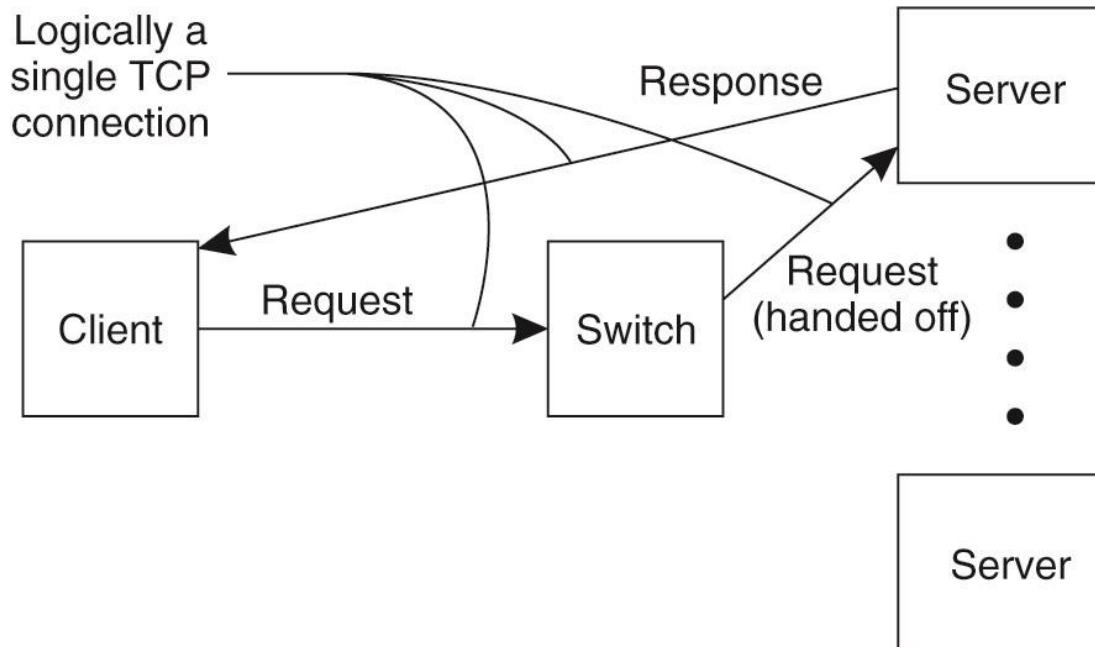 Logically a
single TCP
connection
Response
Server
Client
Request
Switch
Request
(handed off)
Server